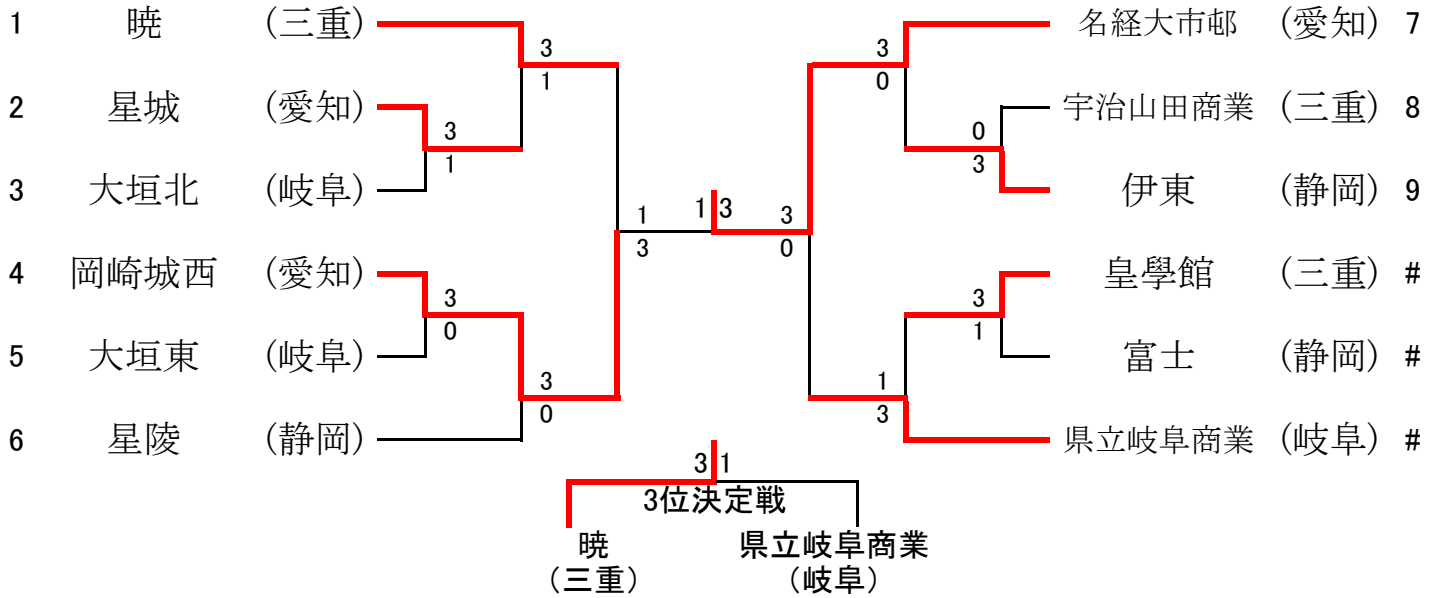 1 暁 (三重) 3 3 名経大市邨 (愛知) 7
1 0
2 星城 (愛知) 3 0 宇治山田商業 (三重) 8
1 3
3 大垣北 (岐阜) 伊東 (静岡) 9
1 1 3 3
3 0
4 岡崎城西 (愛知) 3 3 皇學館 (三重) #
0 1
5 大垣東 (岐阜) 富士 (静岡) #
3 1
0 3
6 星陵 (静岡) 県立岐阜商業 (岐阜) #
3 1
3位決定戦
暁 県立岐阜商業
(三重) (岐阜)